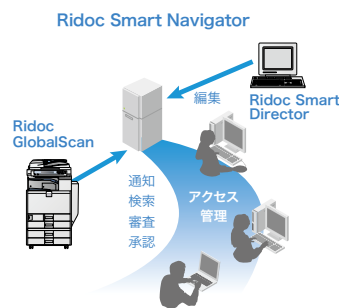 Ridoc Smart Navigator
編集
Ridoc Smart
Director
Ridoc
GlobalScan
通知
検索
審査
承認
アクセス
管理